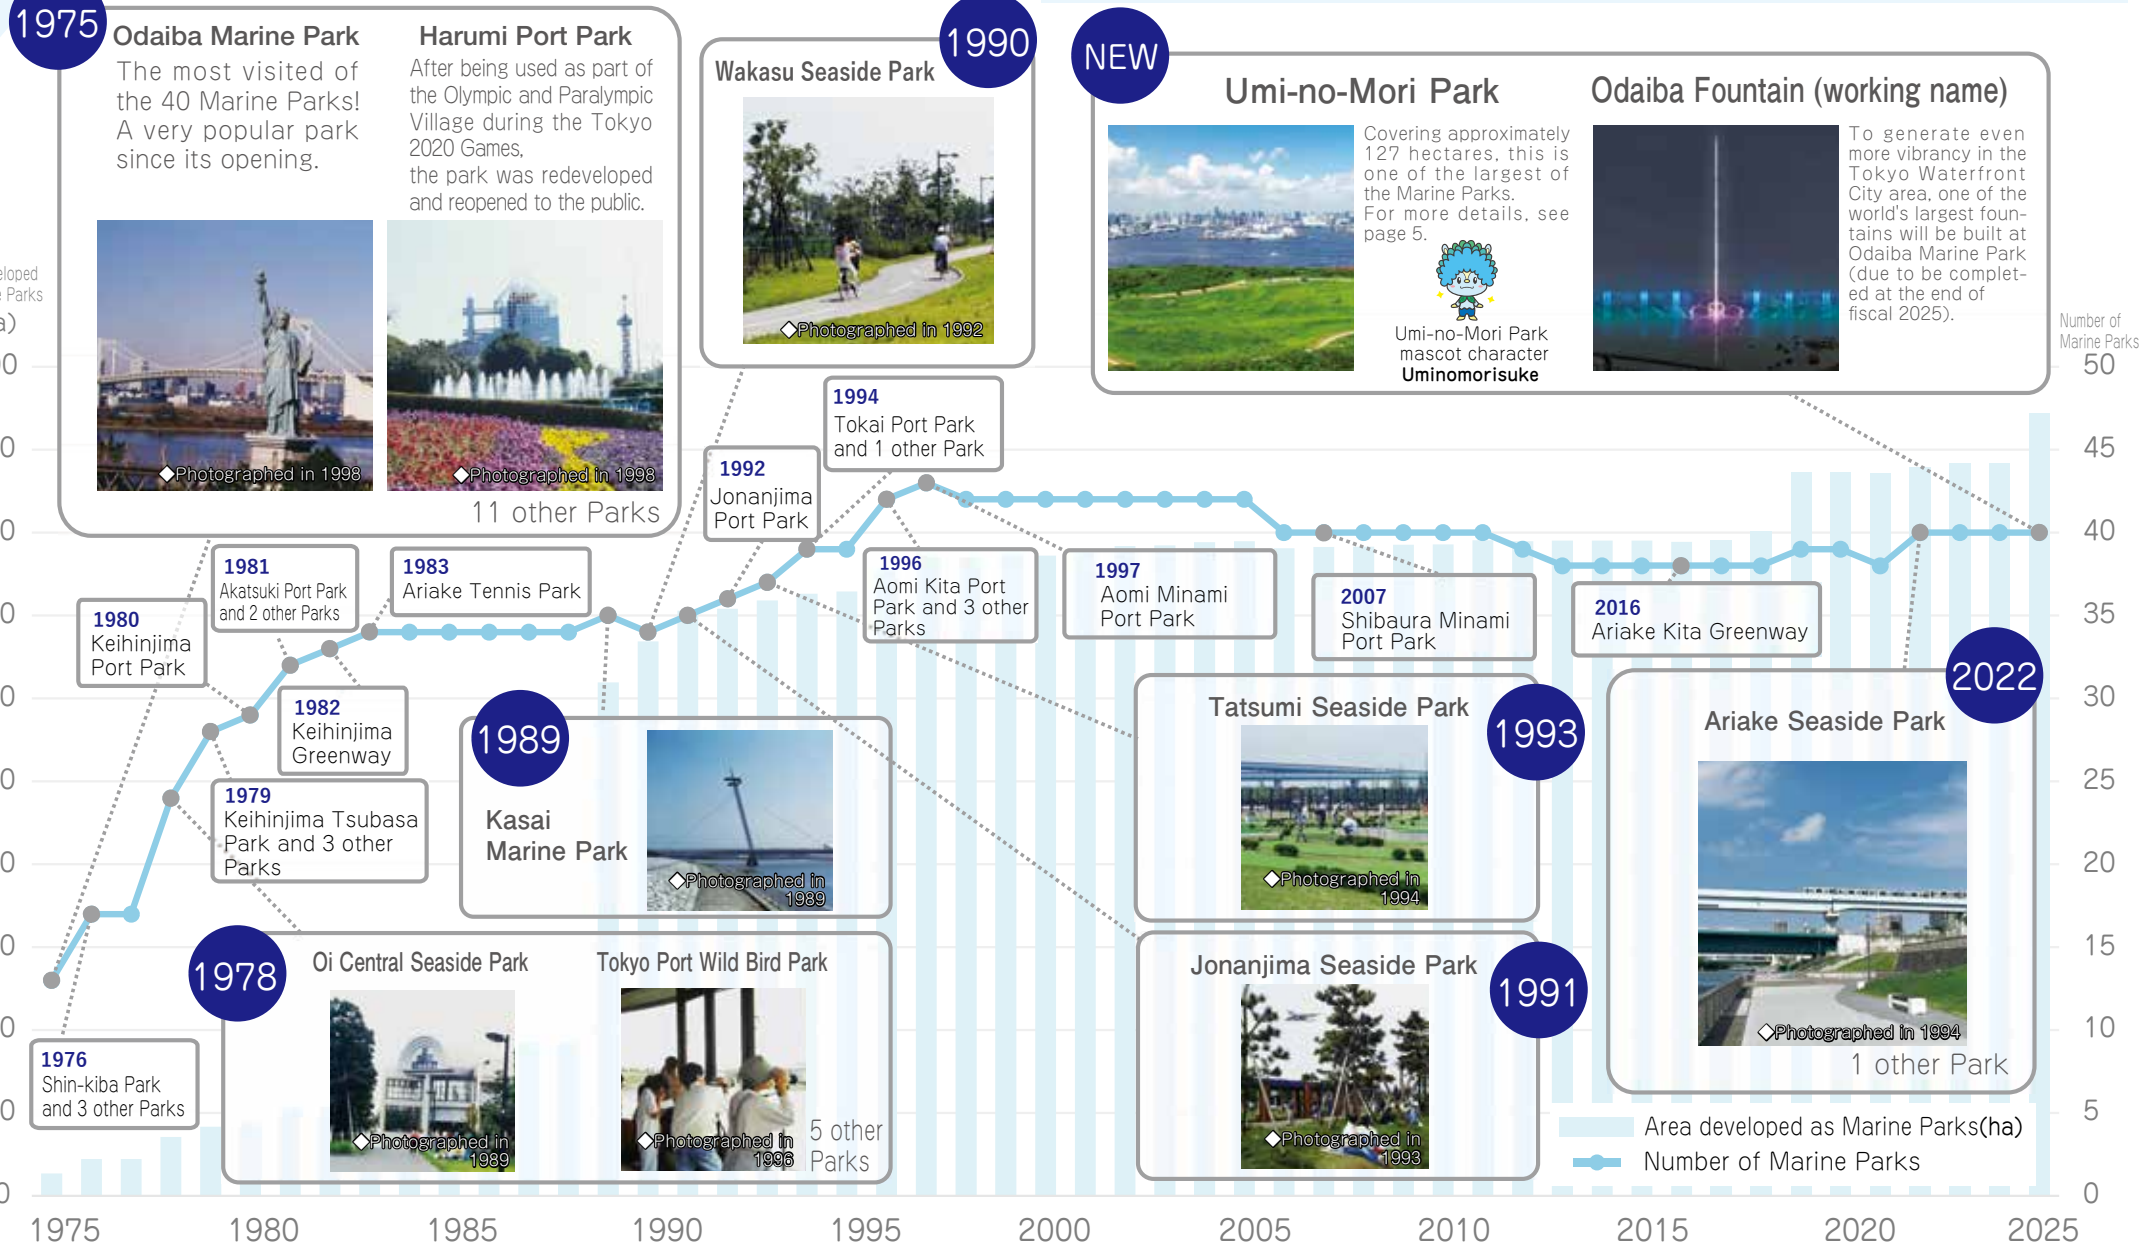 1975
Odaiba Marine Park
The most visited of
the 40 Marine Parks!
A very popular park
since its opening.
◆Photographed in 1998
Harumi Port Park
After being used as part of
the Olympic and Paralympic
Village during the Tokyo
2020 Games,
the park was redeveloped
and reopened to the public.
◆Photographed in 1998
11 other Parks
1990
Wakasu Seaside Park
◆Photographed in 1992
NEW
Umi-no-Mori Park
Covering approximately
127 hectares, this is
one of the largest of
the Marine Parks.
For more details, see
page 5.
Umi-no-Mori Park
mascot character
Uminomorisuke
Odaiba Fountain (working name)
To generate even
more vibrancy in the
Tokyo Waterfront
City area, one of the
world's largest foun-
tains will be built at
Odaiba Marine Park
(due to be complet-
ed at the end of
fiscal 2025).
Number of
Marine Parks
50
45
40
35
30
25
20
15
10
5
0
1994
Tokai Port Park
and 1 other Park
1992
Jonanjima
Port Park
1981
Akatsuki Port Park
and 2 other Parks
1983
Ariake Tennis Park
1996
Aomi Kita Port
Park and 3 other
Parks
1997
Aomi Minami
Port Park
2007
Shibaura Minami
Port Park
2016
Ariake Kita Greenway
1980
Keihinjima
Port Park
1982
Keihinjima
Greenway
1979
Keihinjima Tsubasa
Park and 3 other
Parks
1989
Kasai
Marine Park
◆Photographed in
1989
Tatsumi Seaside Park
1993
◆Photographed in
1994
2022
Ariake Seaside Park
◆Photographed in 1994
1 other Park
1978
Oi Central Seaside Park
◆Photographed in
1989
Tokyo Port Wild Bird Park
◆Photographed in
1996
5 other
Parks
Jonanjima Seaside Park
1991
◆Photographed in
1993
1976
Shin-kiba Park
and 3 other Parks
Area developed as Marine Parks(ha)
Number of Marine Parks
0
1975 1980 1985 1990 1995 2000 2005 2010 2015 2020 2025